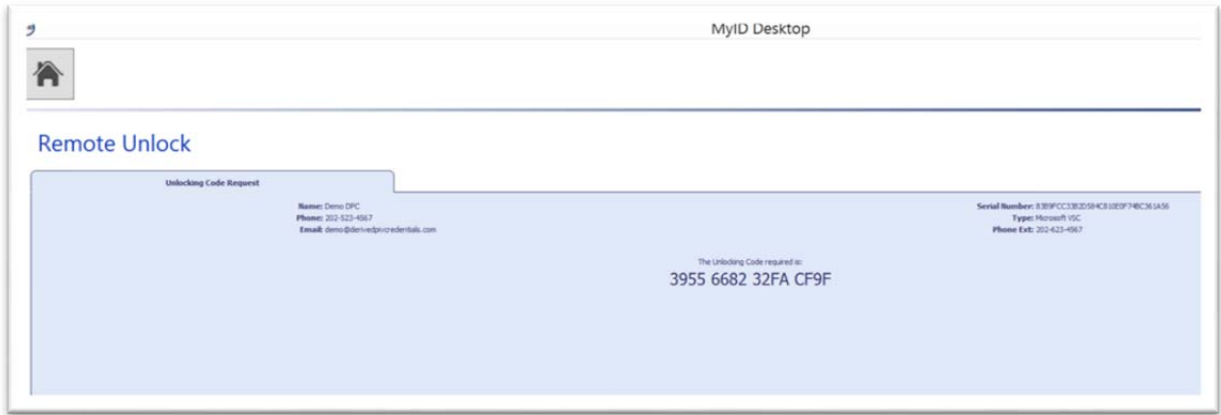 MyID Desktop
Remote Unlock
Unlocking Code Request
Name: Demo DPC
Phone: 202-523-4567
Email: demo@derivedpivcredentials.com
Serial Number:
Type: Microsoft VSC
Phone Ext: 202-623-4567
The Unlocking Code required is:
3955 6682 32FA CF9F